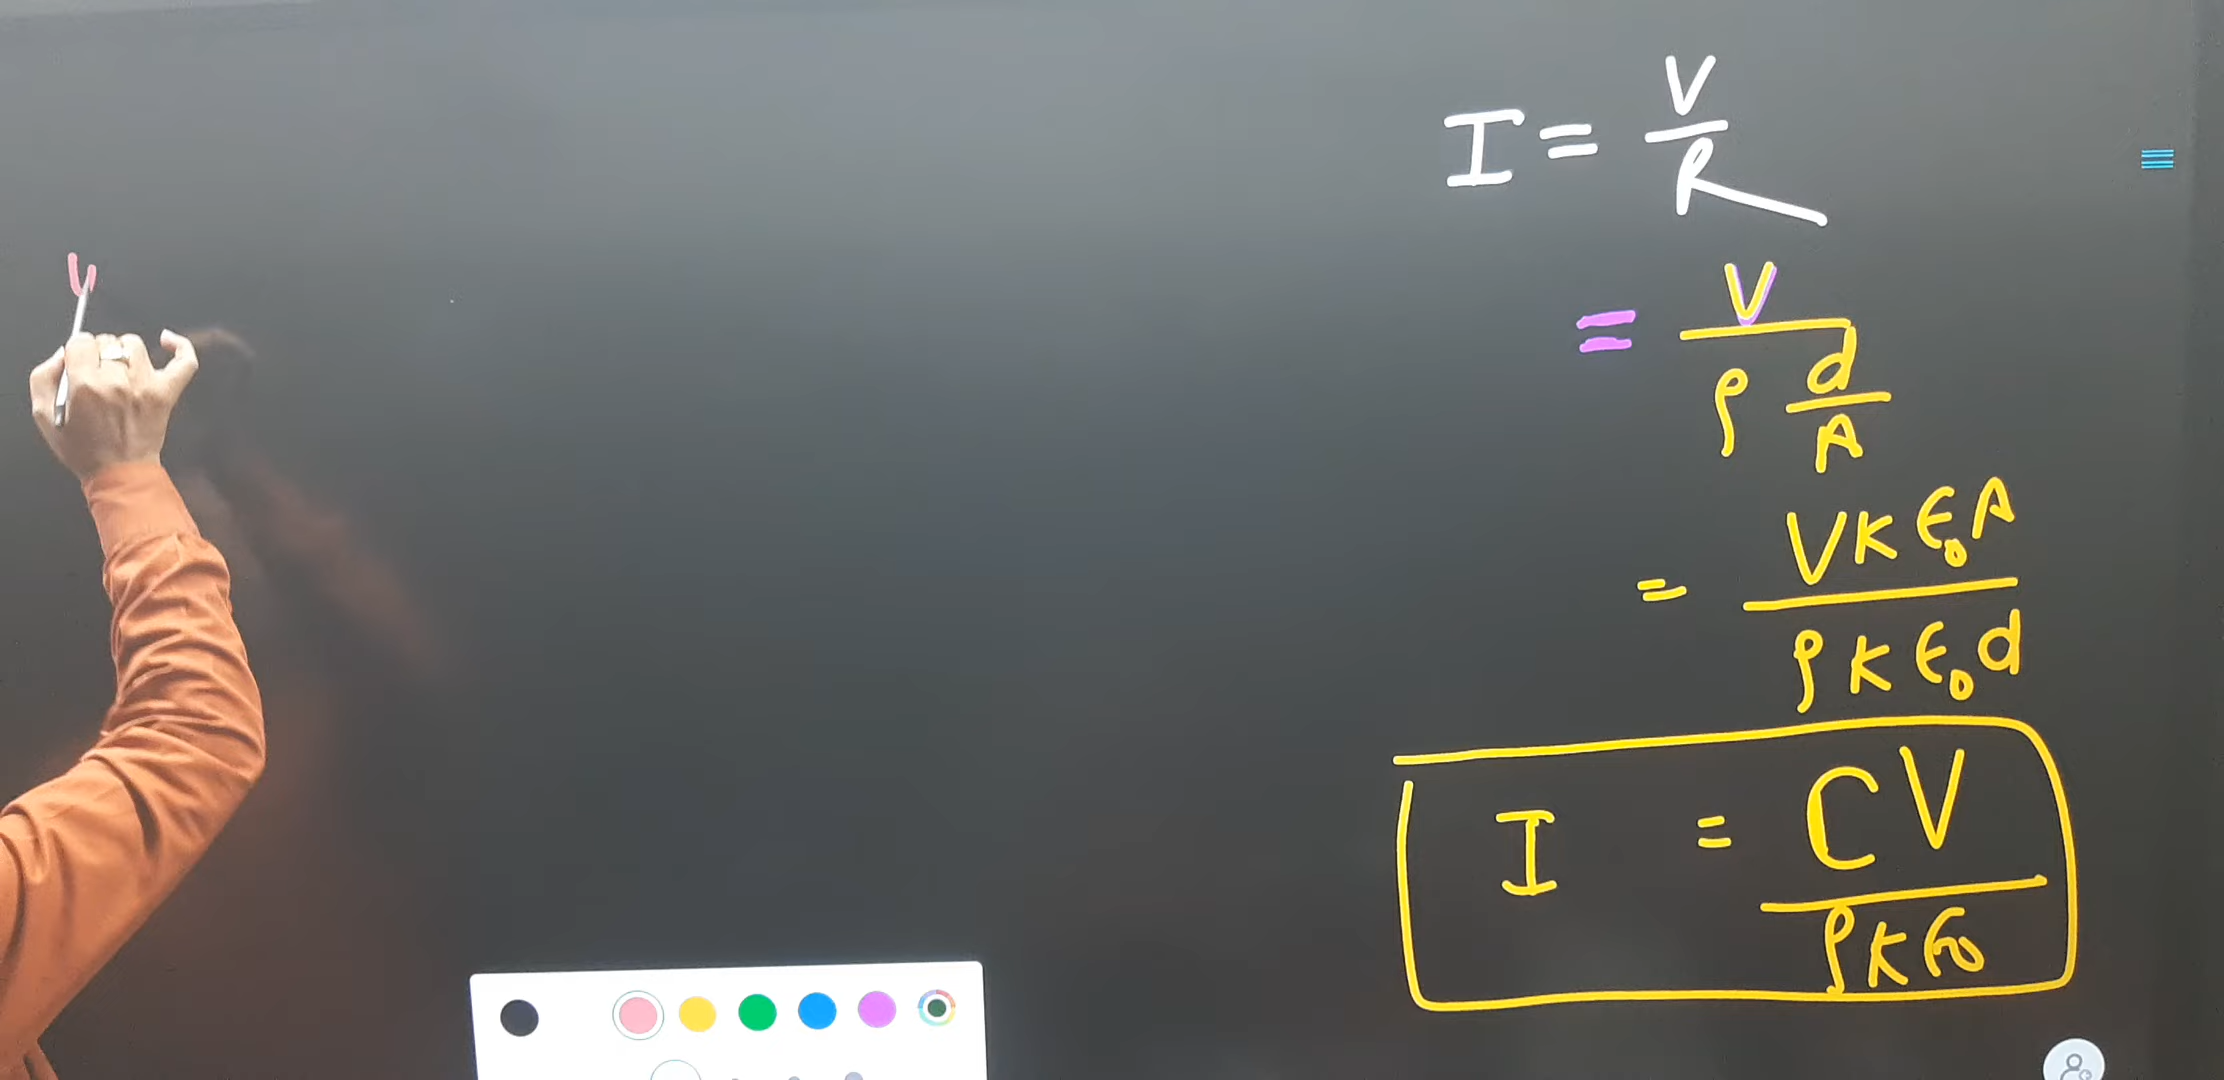 I = V/R
= V/(ρ d/A)
= VKϵ₀A/(ρKϵ₀d)
I = CV/(ρKϵ₀)